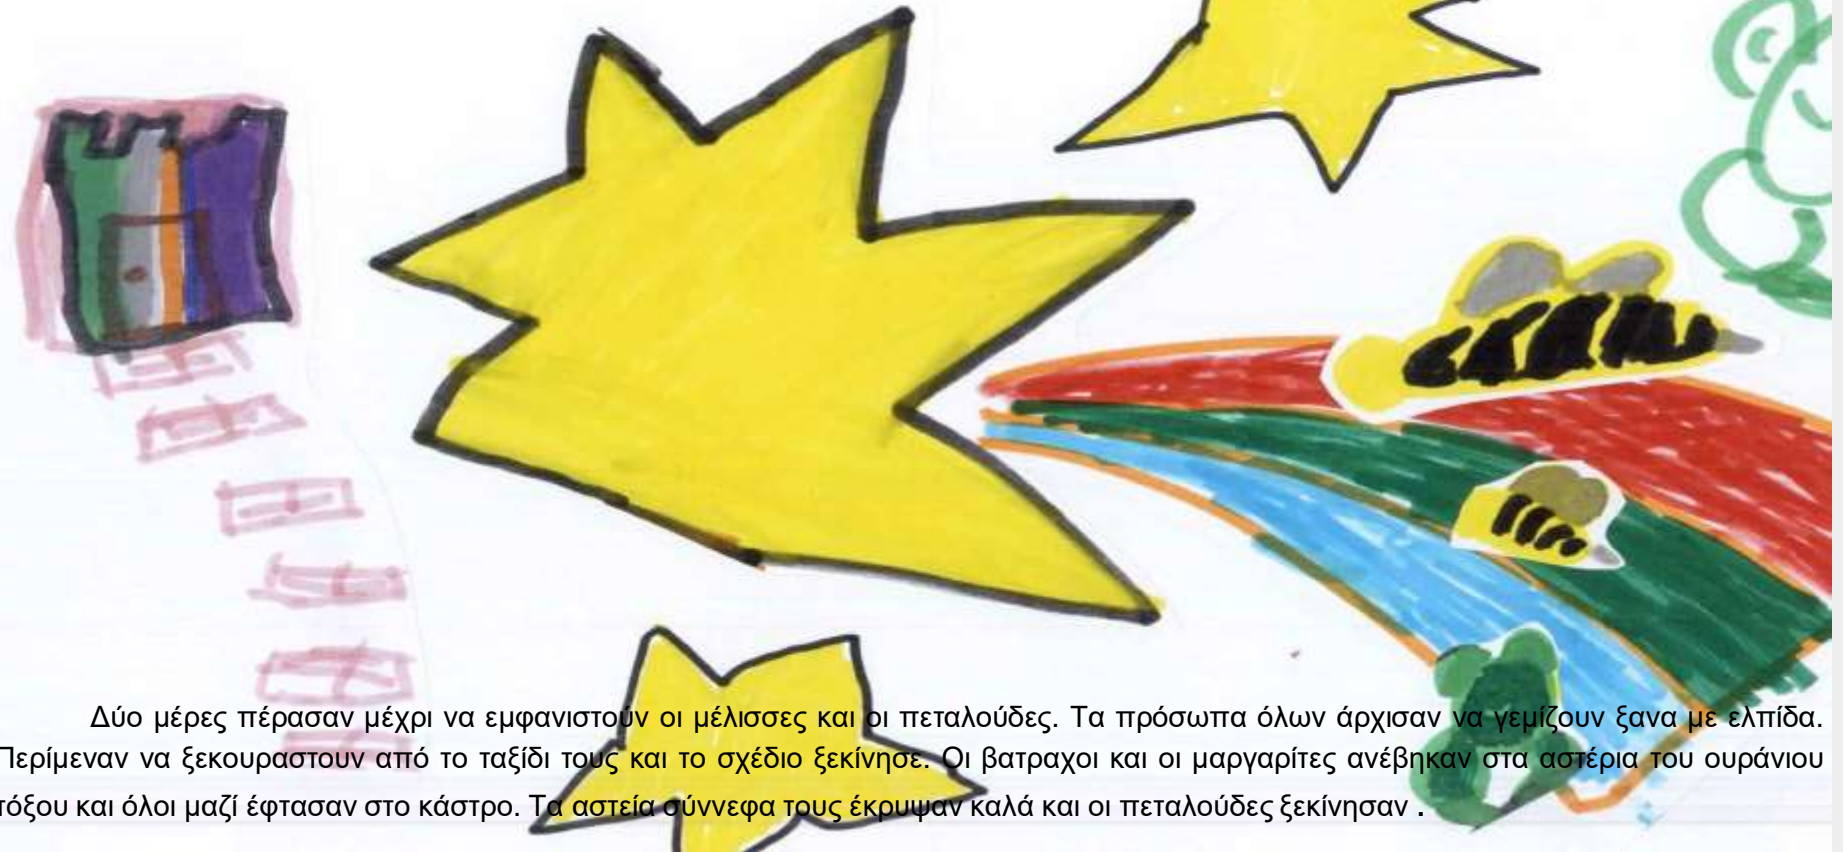 Δύο μέρες πέρασαν μέχρι να εμφανιστούν οι μέλισσες και οι πεταλούδες. Τα πρόσωπα όλων άρχισαν να γεμίζουν ξανα με ελπίδα.
Περίμεναν να ξεκουραστουν από το ταξίδι τους και το σχέδιο ξεκίνησε. Οι βατραχοι και οι μαργαρίτες ανέβηκαν στα αστέρια του ουράνιου
τόξου και όλοι μαζί έφτασαν στο κάστρο. Τα αστεία σύννεφα τους έκρυψαν καλά και οι πεταλούδες ξεκίνησαν .